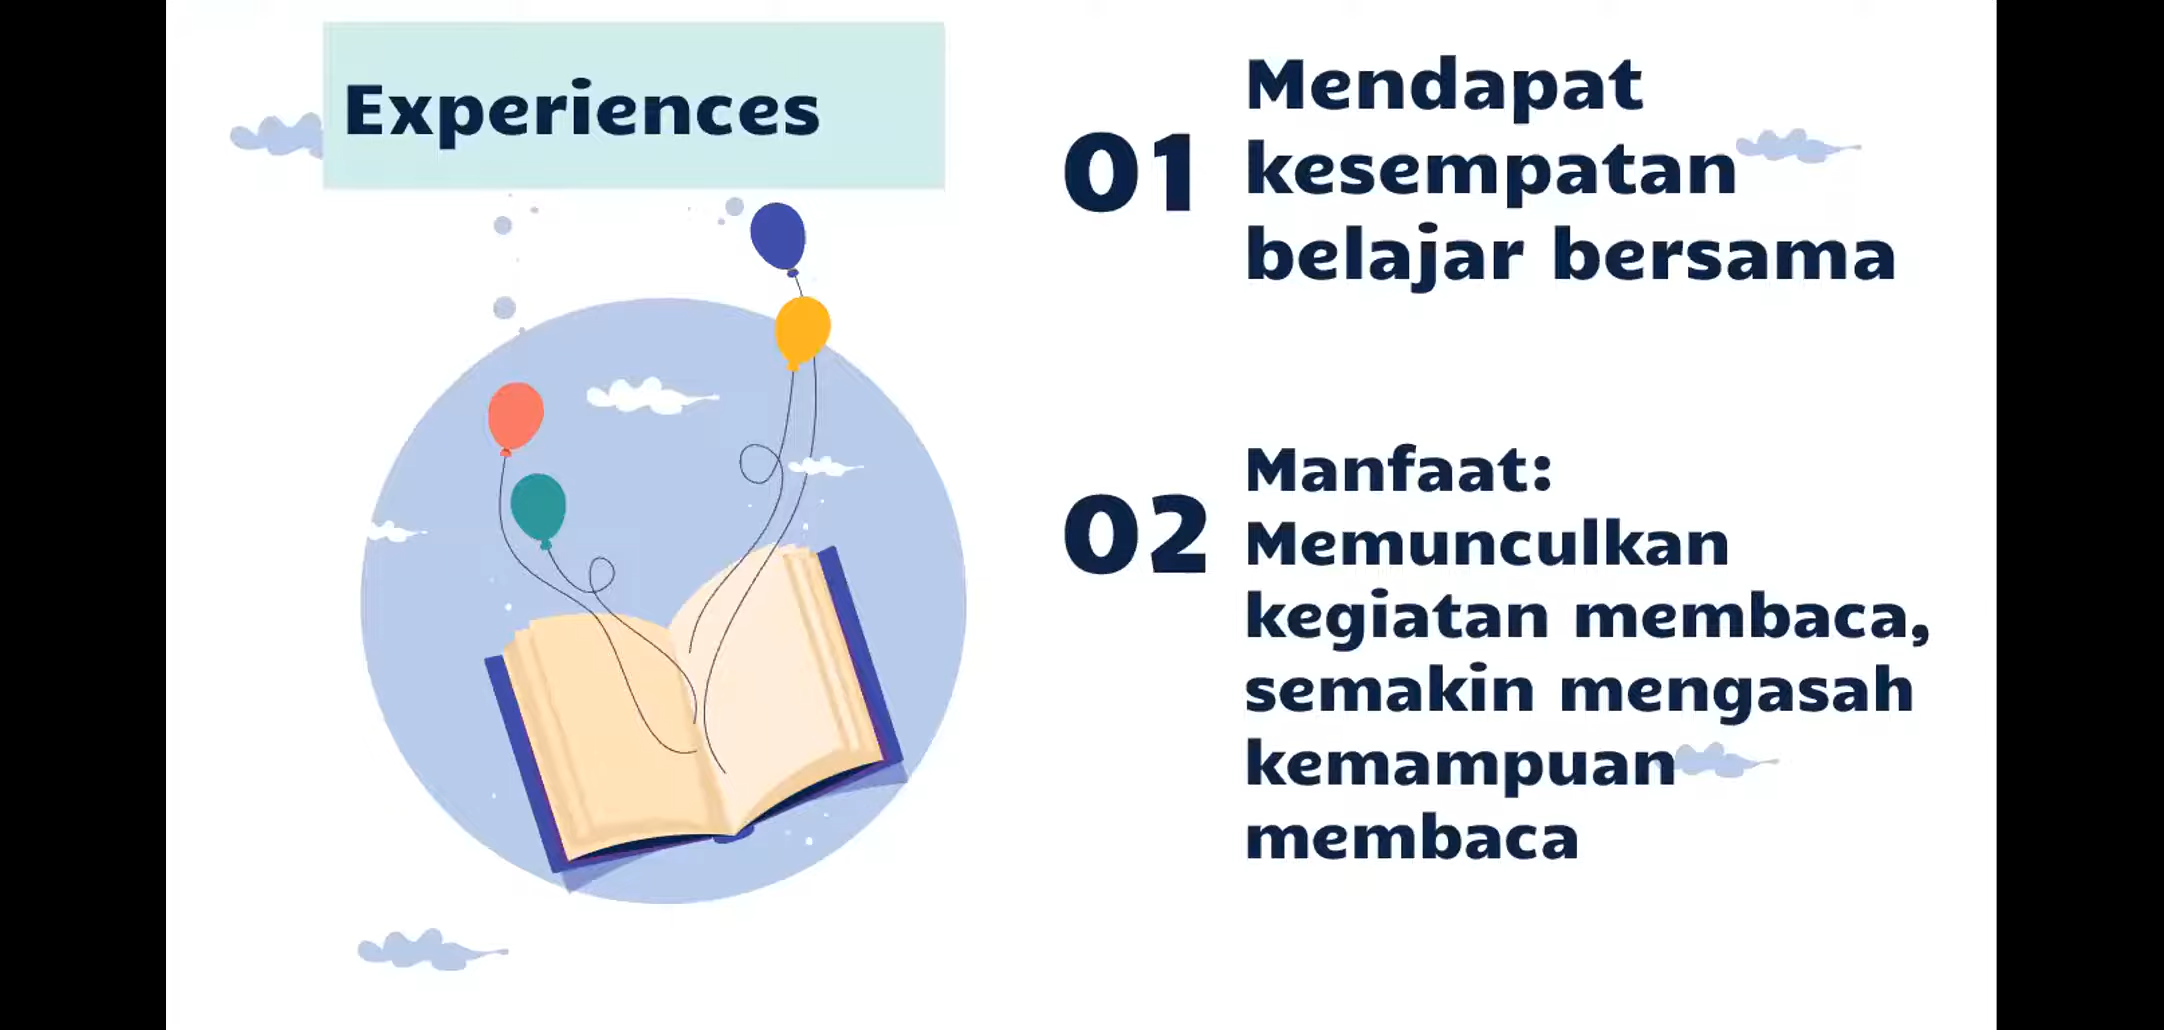 Experiences
01
Mendapat
kesempatan
belajar bersama
02
Manfaat:
Memunculkan
kegiatan membaca,
semakin mengasah
kemampuan
membaca